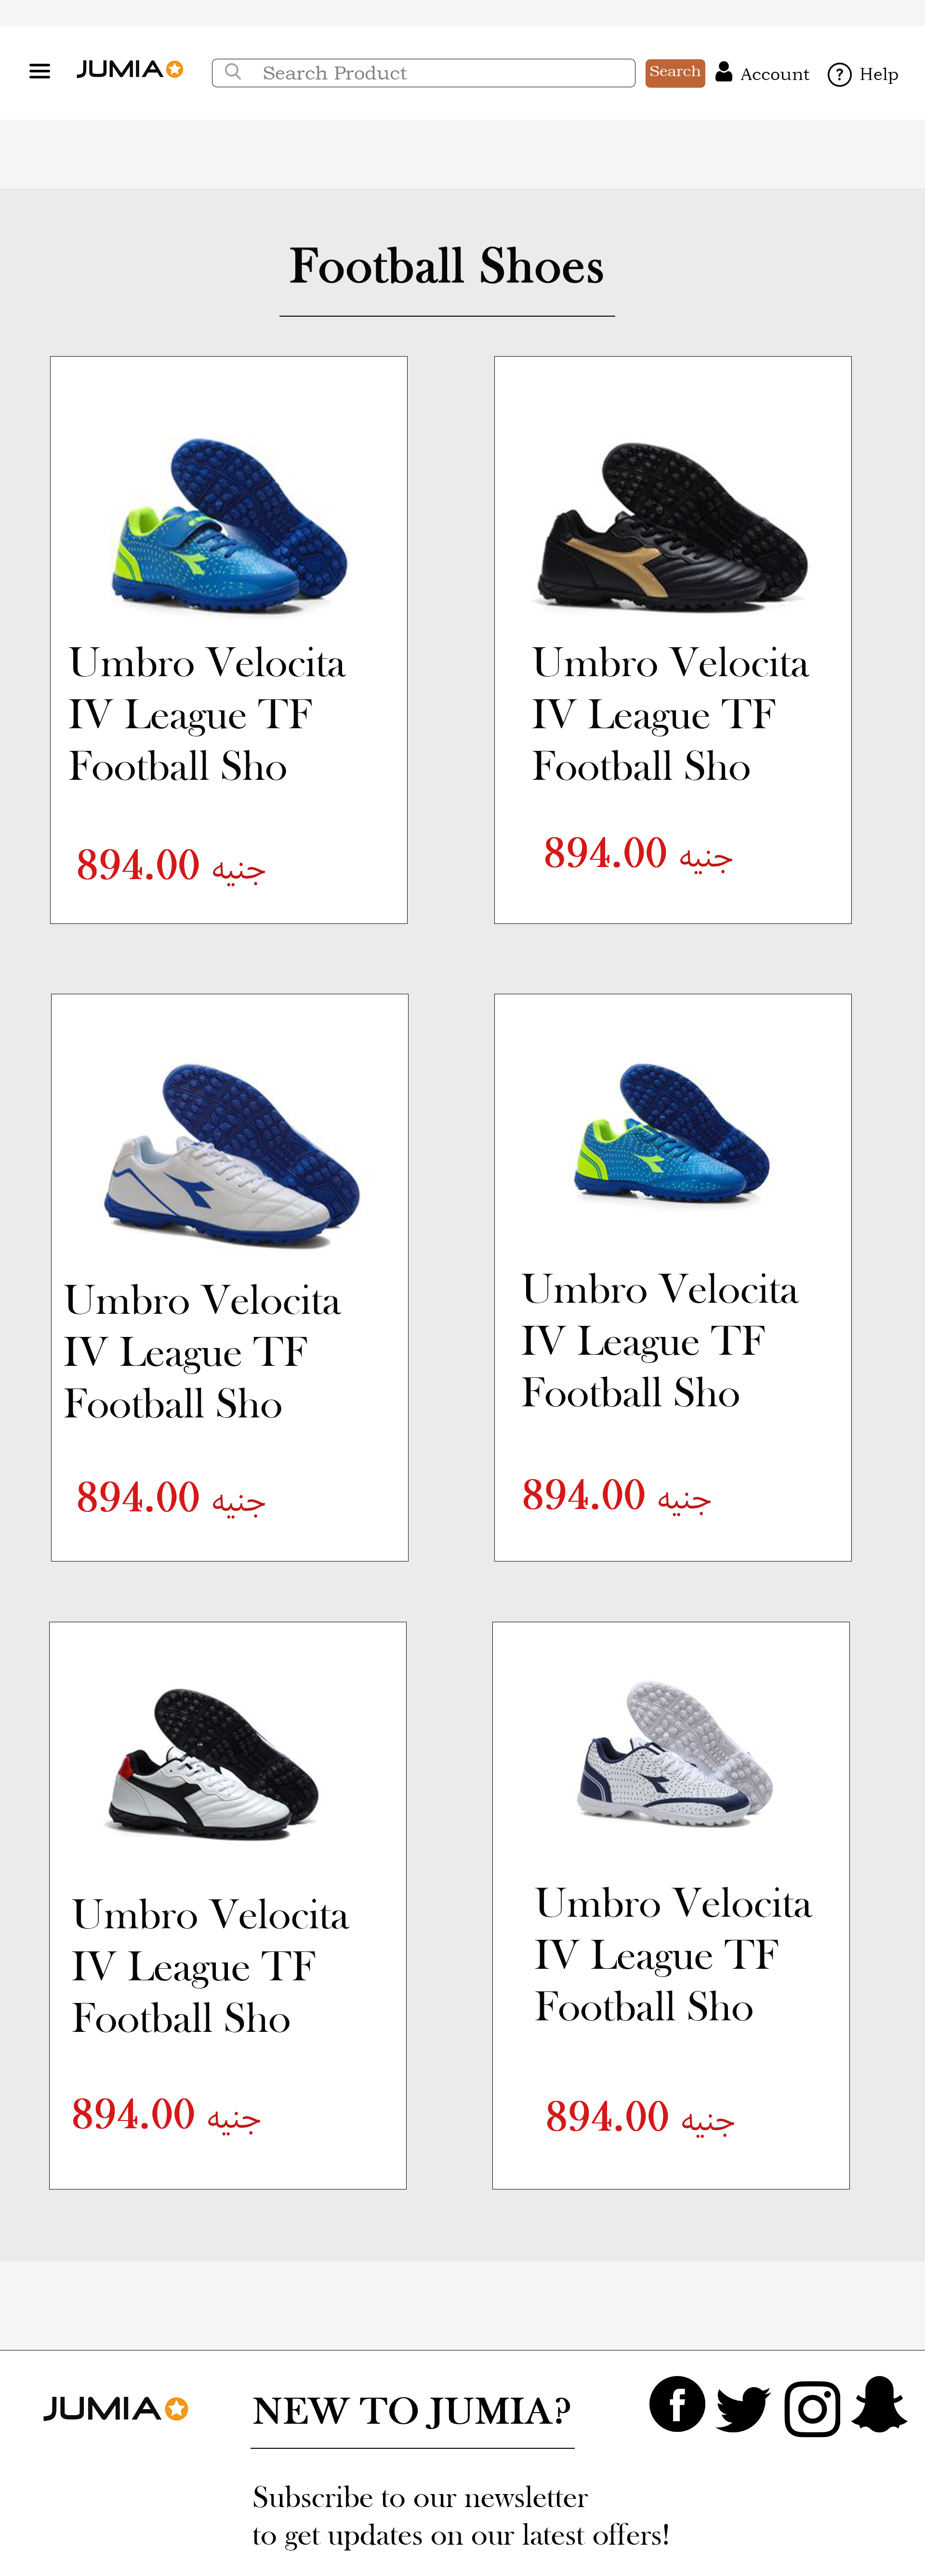 JUMIA
Search Product
Search
Account
? Help
Football Shoes
Umbro Velocita
IV League TF
Football Sho
894.00 جنيه
Umbro Velocita
IV League TF
Football Sho
894.00 جنيه
Umbro Velocita
IV League TF
Football Sho
894.00 جنيه
Umbro Velocita
IV League TF
Football Sho
894.00 جنيه
Umbro Velocita
IV League TF
Football Sho
894.00 جنيه
Umbro Velocita
IV League TF
Football Sho
894.00 جنيه
JUMIA
NEW TO JUMIA?
Subscribe to our newsletter
to get updates on our latest offers!